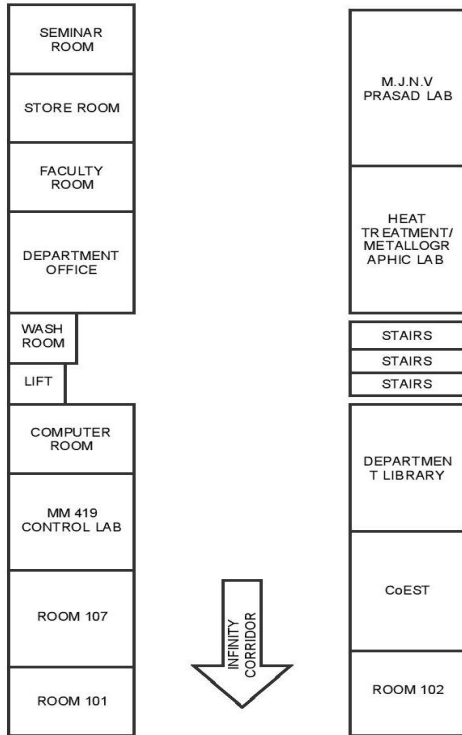 SEMINAR
ROOM
STORE ROOM
FACULTY
ROOM
DEPARTMENT
OFFICE
WASH
ROOM
LIFT
COMPUTER
ROOM
MM 419
CONTROL LAB
ROOM 107
ROOM 101
INFINITY
CORRIDOR
M.J.N.V
PRASAD LAB
HEAT
TREATMENT/
METALLOGR
APHIC LAB
STAIRS
STAIRS
STAIRS
DEPARTMEN
T LIBRARY
CoEST
ROOM 102